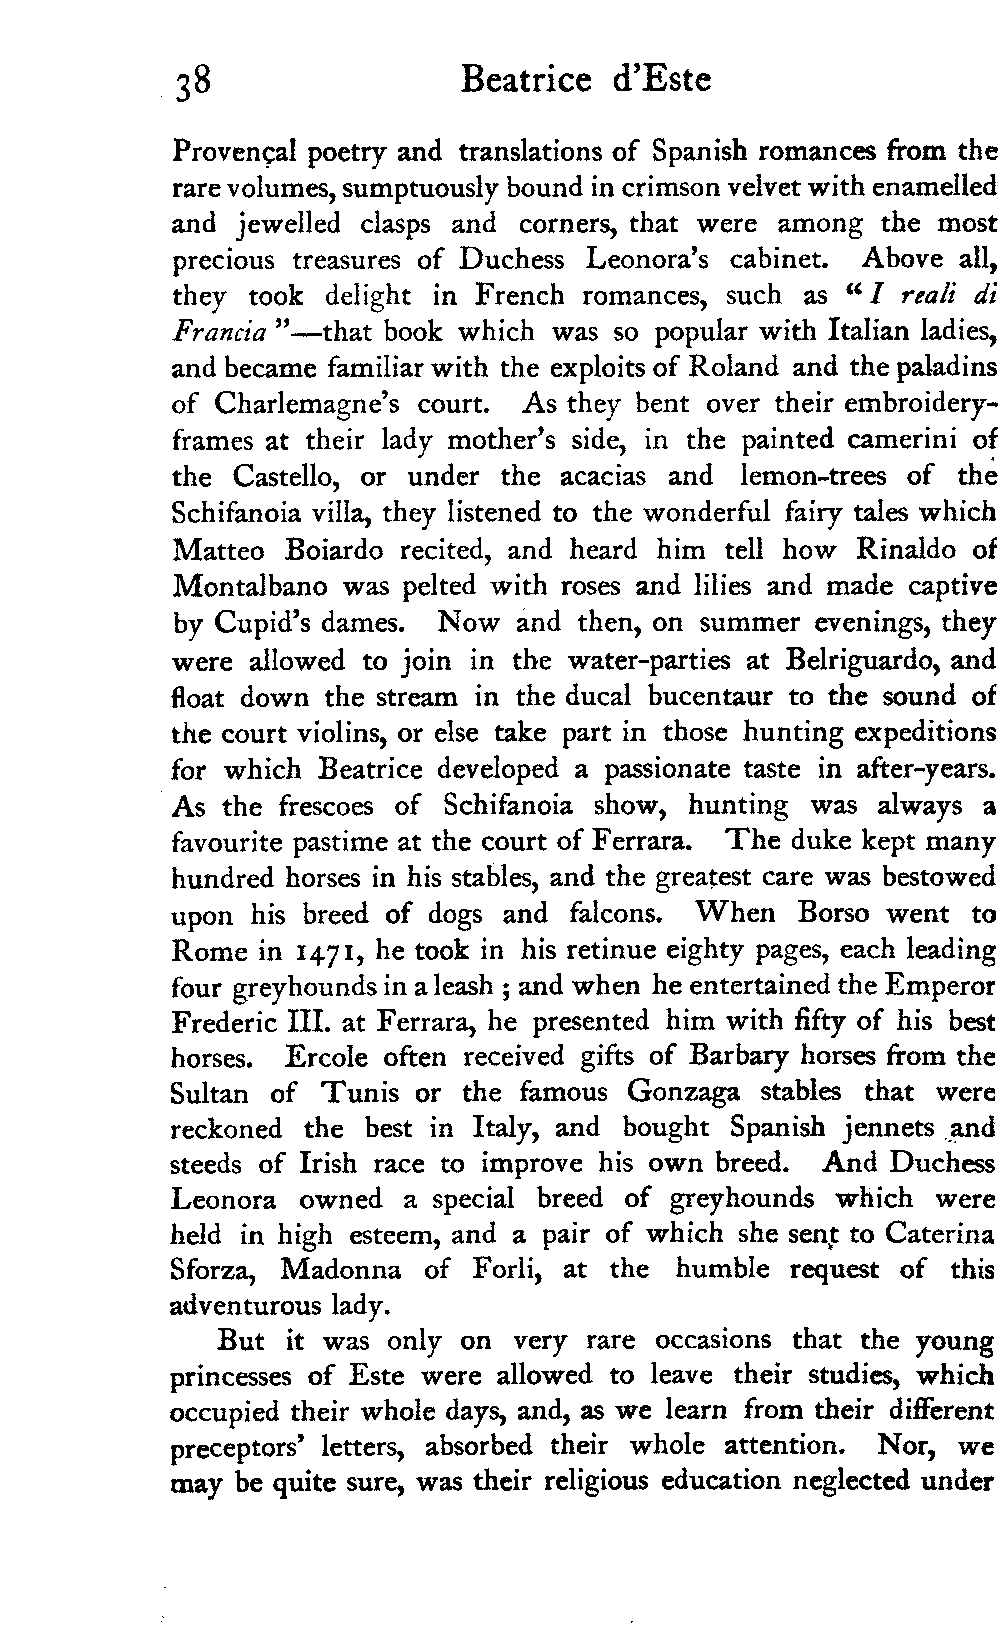 38 Beatrice d'Este
Provençal poetry and translations of Spanish romances from the
rare volumes, sumptuously bound in crimson velvet with enamelled
and jewelled clasps and corners, that were among the most
precious treasures of Duchess Leonora's cabinet. Above all,
they took delight in French romances, such as “I reali di
Francia”—that book which was so popular with Italian ladies,
and became familiar with the exploits of Roland and the paladins
of Charlemagne's court. As they bent over their embroidery-
frames at their lady mother's side, in the painted camerini of
the Castello, or under the acacias and lemon-trees of the
Schifanoia villa, they listened to the wonderful fairy tales which
Matteo Boiardo recited, and heard him tell how Rinaldo of
Montalbano was pelted with roses and lilies and made captive
by Cupid's dames. Now and then, on summer evenings, they
were allowed to join in the water-parties at Belriguardo, and
float down the stream in the ducal bucentaur to the sound of
the court violins, or else take part in those hunting expeditions
for which Beatrice developed a passionate taste in after-years.
As the frescoes of Schifanoia show, hunting was always a
favourite pastime at the court of Ferrara. The duke kept many
hundred horses in his stables, and the greatest care was bestowed
upon his breed of dogs and falcons. When Borso went to
Rome in 1471, he took in his retinue eighty pages, each leading
four greyhounds in a leash ; and when he entertained the Emperor
Frederic III. at Ferrara, he presented him with fifty of his best
horses. Ercole often received gifts of Barbary horses from the
Sultan of Tunis or the famous Gonzaga stables that were
reckoned the best in Italy, and bought Spanish jennets and
steeds of Irish race to improve his own breed. And Duchess
Leonora owned a special breed of greyhounds which were
held in high esteem, and a pair of which she sent to Caterina
Sforza, Madonna of Forli, at the humble request of this
adventurous lady.
But it was only on very rare occasions that the young
princesses of Este were allowed to leave their studies, which
occupied their whole days, and, as we learn from their different
preceptors' letters, absorbed their whole attention. Nor, we
may be quite sure, was their religious education neglected under